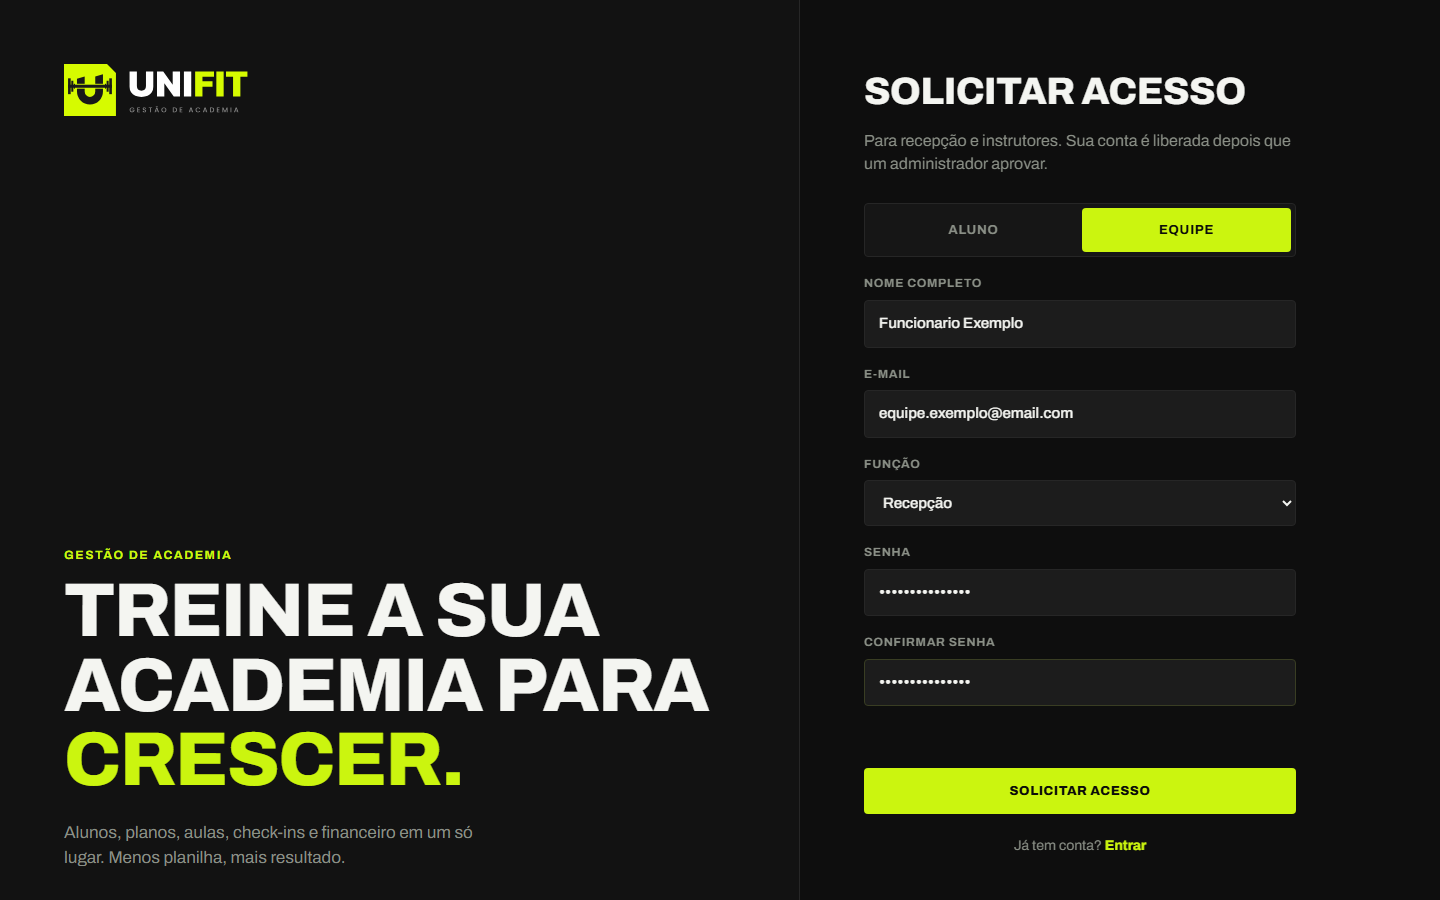 UNIFIT
GESTÃO DE ACADEMIA
GESTÃO DE ACADEMIA
TREINE A SUA
ACADEMIA PARA
CRESCER.
Alunos, planos, aulas, check-ins e financeiro em um só
lugar. Menos planilha, mais resultado.
SOLICITAR ACESSO
Para recepção e instrutores. Sua conta é liberada depois que
um administrador aprovar.
ALUNO
EQUIPE
NOME COMPLETO
Funcionario Exemplo
E-MAIL
equipe.exemplo@email.com
FUNÇÃO
Recepção
SENHA
•••••••••••••••
CONFIRMAR SENHA
•••••••••••••••
SOLICITAR ACESSO
Já tem conta? Entrar